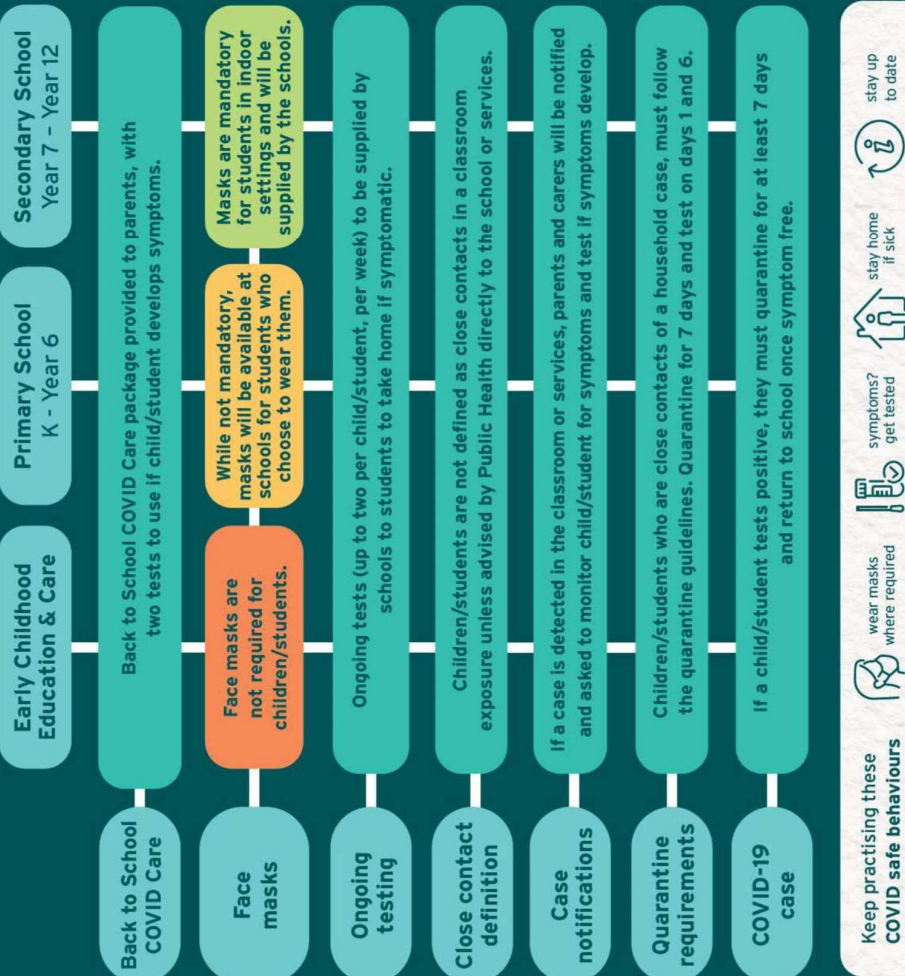 Early Childhood
Education & Care
Primary School
K - Year 6
Secondary School
Year 7 - Year 12
Back to School
COVID Care
Back to School COVID Care package provided to parents, with
two tests to use if child/student develops symptoms.
Face
masks
Face masks are
not required for
children/students.
While not mandatory,
masks will be available at
schools for students who
choose to wear them.
Masks are mandatory
for students in indoor
settings and will be
supplied by the schools.
Ongoing
testing
Ongoing tests (up to two per child/student, per week) to be supplied by
schools to students to take home if symptomatic.
Close contact
definition
Children/students are not defined as close contacts in a classroom
exposure unless advised by Public Health directly to the school or services.
Case
notifications
If a case is detected in the classroom or services, parents and carers will be notified
and asked to monitor child/student for symptoms and test if symptoms develop.
Quarantine
requirements
Children/students who are close contacts of a household case, must follow
the quarantine guidelines. Quarantine for 7 days and test on days 1 and 6.
COVID-19
case
If a child/student tests positive, they must quarantine for at least 7 days
and return to school once symptom free.
Keep practising these
COVID safe behaviours
wear masks
where required
symptoms?
get tested
stay home
if sick
stay up
to date